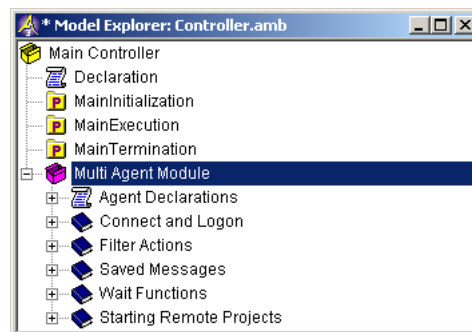 * Model Explorer: Controller.amb
Main Controller
Declaration
P MainInitialization
P MainExecution
P MainTermination
Multi Agent Module
Agent Declarations
Connect and Logon
Filter Actions
Saved Messages
Wait Functions
Starting Remote Projects